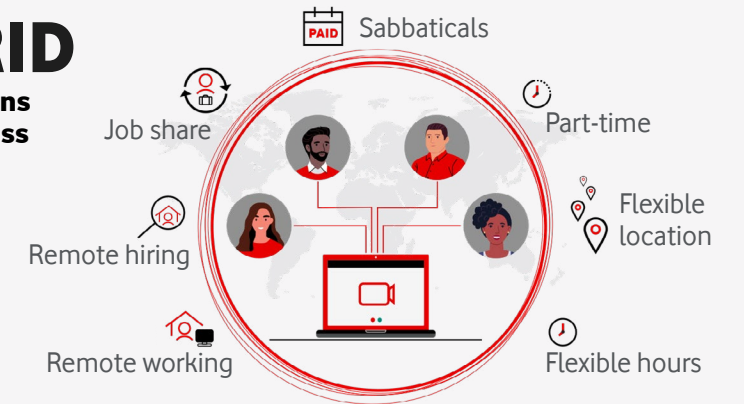 RID
ns
ss
PAID
Sabbaticals
Job share
Part-time
Remote hiring
Flexible
location
Remote working
Flexible hours